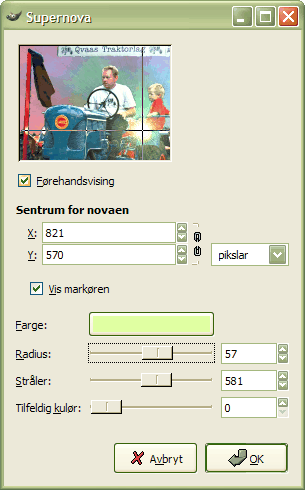 Supernova
Qvaas Traktorlag
Førehandsvising
Sentrum for novaen
X: 821
Y: 570 pikslar
Vis markøren
Farge:
Radius: 57
Stråler: 581
Tilfeldig kulør: 0
Avbryt OK